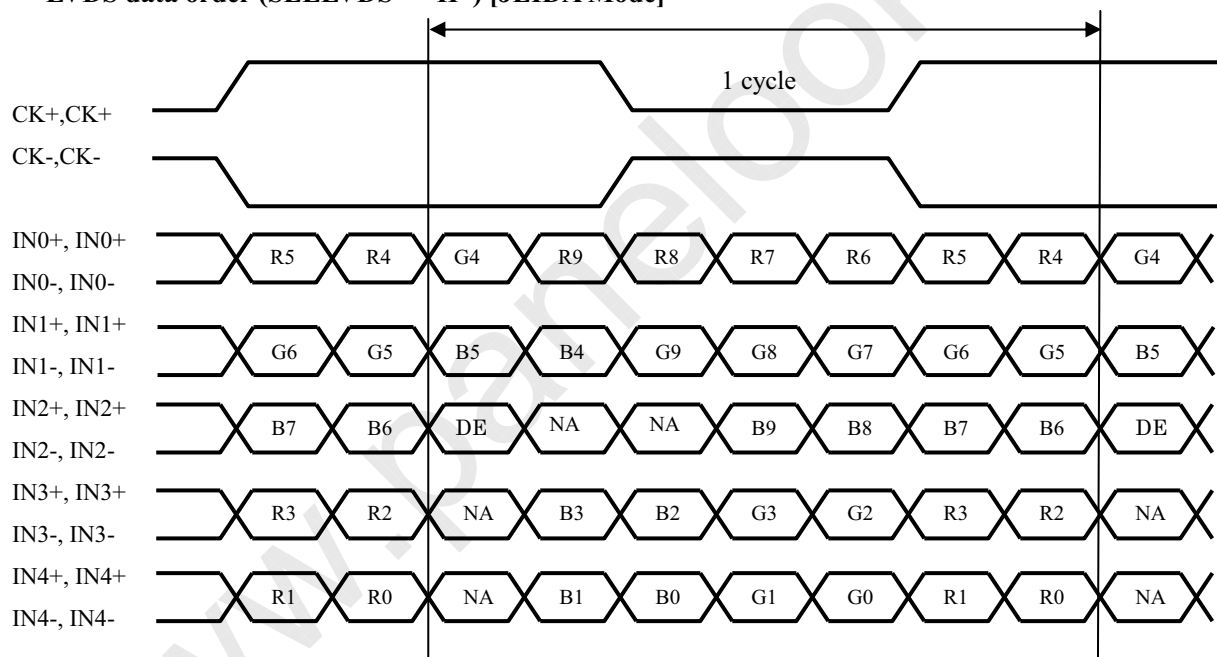 LVDS data order (SELLVDS = "H") [JEIDA Mode]
1 cycle
CK+,CK+
CK-,CK-
IN0+, IN0+
R5 R4 G4 R9 R8 R7 R6 R5 R4 G4
IN0-, IN0-
IN1+, IN1+
G6 G5 B5 B4 G9 G8 G7 G6 G5 B5
IN1-, IN1-
IN2+, IN2+
B7 B6 DE NA NA B9 B8 B7 B6 DE
IN2-, IN2-
IN3+, IN3+
R3 R2 NA B3 B2 G3 G2 R3 R2 NA
IN3-, IN3-
IN4+, IN4+
R1 R0 NA B1 B0 G1 G0 R1 R0 NA
IN4-, IN4-
w.panelook